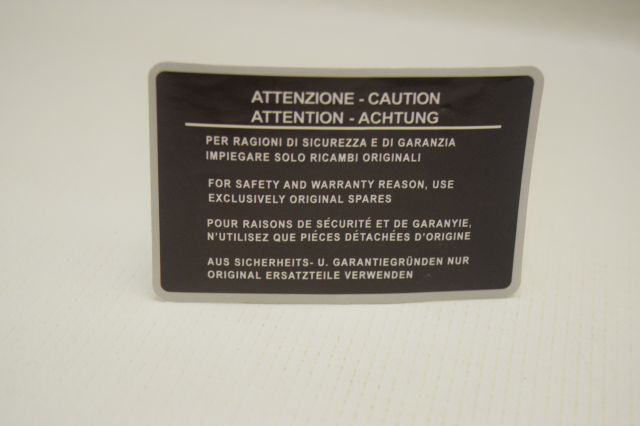 ATTENZIONE - CAUTION
ATTENTION - ACHTUNG
PER RAGIONI DI SICUREZZA E DI GARANZIA
IMPIEGARE SOLO RICAMBI ORIGINALI
FOR SAFETY AND WARRANTY REASON, USE
EXCLUSIVELY ORIGINAL SPARES
POUR RAISONS DE SÉCURITÉ ET DE GARANYIE,
N'UTILISEZ QUE PIÉCES DÉTACHÉES D'ORIGINE
AUS SICHERHEITS- U. GARANTIEGRÜNDEN NUR
ORIGINAL ERSATZTEILE VERWENDEN